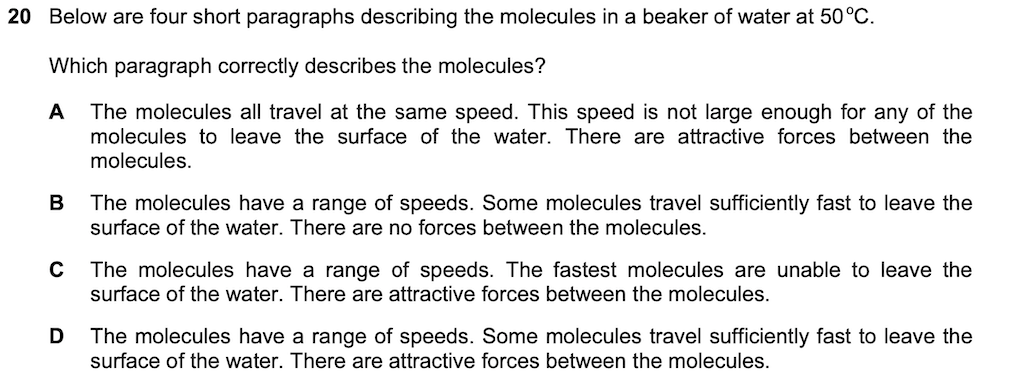 20 Below are four short paragraphs describing the molecules in a beaker of water at 50 °C.
Which paragraph correctly describes the molecules?
A The molecules all travel at the same speed. This speed is not large enough for any of the
molecules to leave the surface of the water. There are attractive forces between the
molecules.
B The molecules have a range of speeds. Some molecules travel sufficiently fast to leave the
surface of the water. There are no forces between the molecules.
C The molecules have a range of speeds. The fastest molecules are unable to leave the
surface of the water. There are attractive forces between the molecules.
D The molecules have a range of speeds. Some molecules travel sufficiently fast to leave the
surface of the water. There are attractive forces between the molecules.